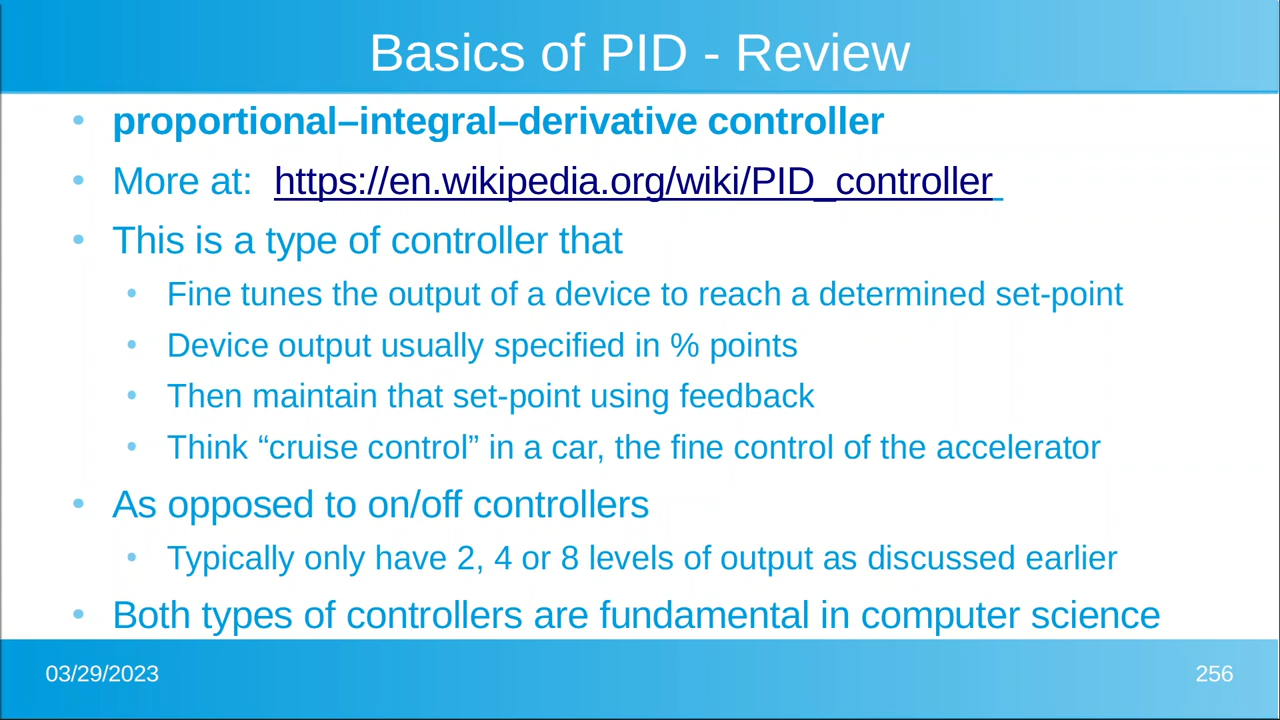 Basics of PID - Review
• proportional–integral–derivative controller
• More at: https://en.wikipedia.org/wiki/PID_controller
• This is a type of controller that
• Fine tunes the output of a device to reach a determined set-point
• Device output usually specified in % points
• Then maintain that set-point using feedback
• Think “cruise control” in a car, the fine control of the accelerator
• As opposed to on/off controllers
• Typically only have 2, 4 or 8 levels of output as discussed earlier
• Both types of controllers are fundamental in computer science
03/29/2023
256